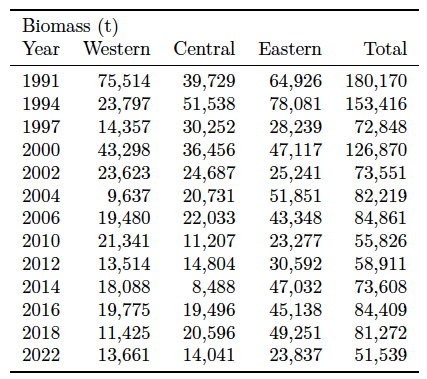 Biomass (t)
Year Western Central Eastern Total
1991 75,514 39,729 64,926 180,170
1994 23,797 51,538 78,081 153,416
1997 14,357 30,252 28,239 72,848
2000 43,298 36,456 47,117 126,870
2002 23,623 24,687 25,241 73,551
2004 9,637 20,731 51,851 82,219
2006 19,480 22,033 43,348 84,861
2010 21,341 11,207 23,277 55,826
2012 13,514 14,804 30,592 58,911
2014 18,088 8,488 47,032 73,608
2016 19,775 19,496 45,138 84,409
2018 11,425 20,596 49,251 81,272
2022 13,661 14,041 23,837 51,539